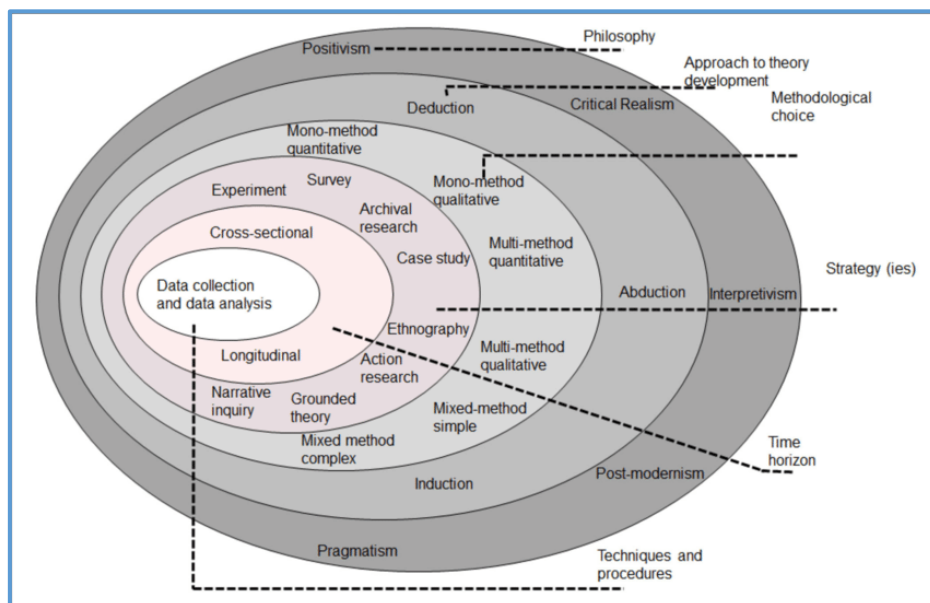 Positivism
Philosophy
Approach to theory
development
Deduction
Critical Realism
Methodological
choice
Mono-method
quantitative
Survey
Experiment
Mono-method
qualitative
Archival
research
Cross-sectional
Multi-method
quantitative
Case study
Strategy (ies)
Data collection
and data analysis
Abduction
Interpretivism
Ethnography
Longitudinal
Action
research
Multi-method
qualitative
Narrative
inquiry
Grounded
theory
Mixed-method
simple
Mixed method
complex
Time
horizon
Post-modernism
Induction
Pragmatism
Techniques and
procedures